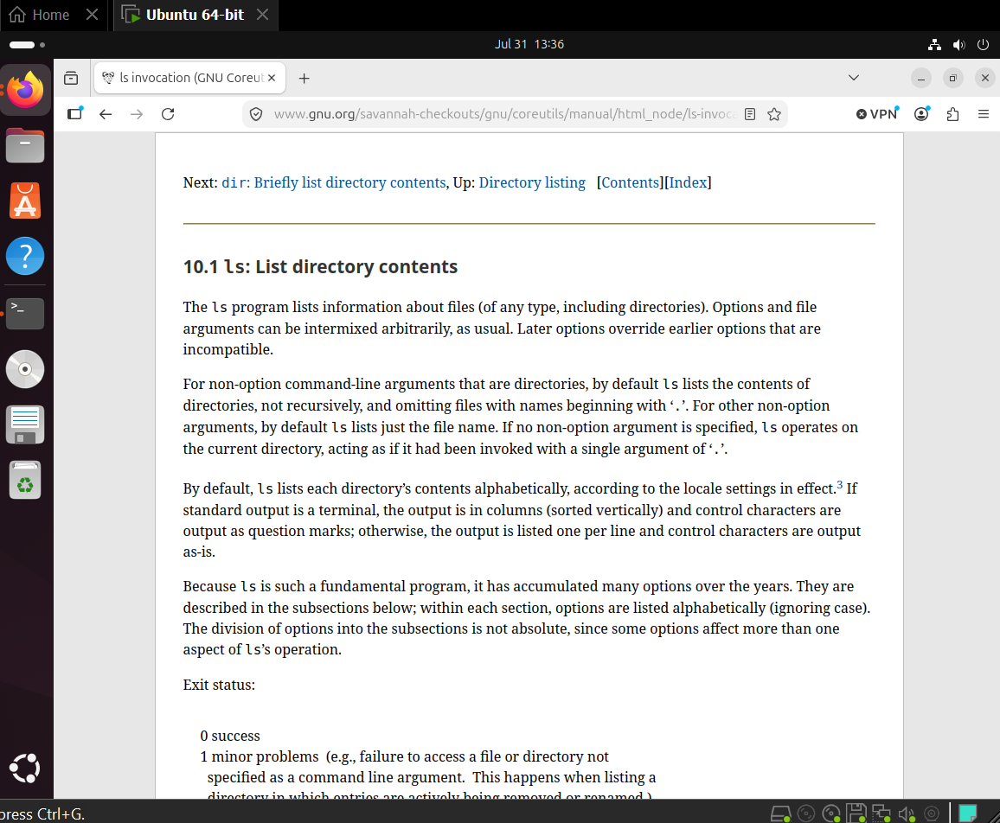 Home
Ubuntu 64-bit
Jul 31 13:36
ls invocation (GNU Coreut
www.gnu.org/savannah-checkouts/gnu/coreutils/manual/html_node/ls-invoca
VPN
Next: dir: Briefly list directory contents, Up: Directory listing [Contents][Index]
10.1 ls: List directory contents
The ls program lists information about files (of any type, including directories). Options and file
arguments can be intermixed arbitrarily, as usual. Later options override earlier options that are
incompatible.
For non-option command-line arguments that are directories, by default ls lists the contents of
directories, not recursively, and omitting files with names beginning with ‘.’. For other non-option
arguments, by default ls lists just the file name. If no non-option argument is specified, ls operates on
the current directory, acting as if it had been invoked with a single argument of ‘.’.
By default, ls lists each directory’s contents alphabetically, according to the locale settings in effect.3 If
standard output is a terminal, the output is in columns (sorted vertically) and control characters are
output as question marks; otherwise, the output is listed one per line and control characters are output
as-is.
Because ls is such a fundamental program, it has accumulated many options over the years. They are
described in the subsections below; within each section, options are listed alphabetically (ignoring case).
The division of options into the subsections is not absolute, since some options affect more than one
aspect of ls’s operation.
Exit status:
0 success
1 minor problems (e.g., failure to access a file or directory not
specified as a command line argument. This happens when listing a
directory in which entries are actively being removed or renamed.)
press Ctrl+G.